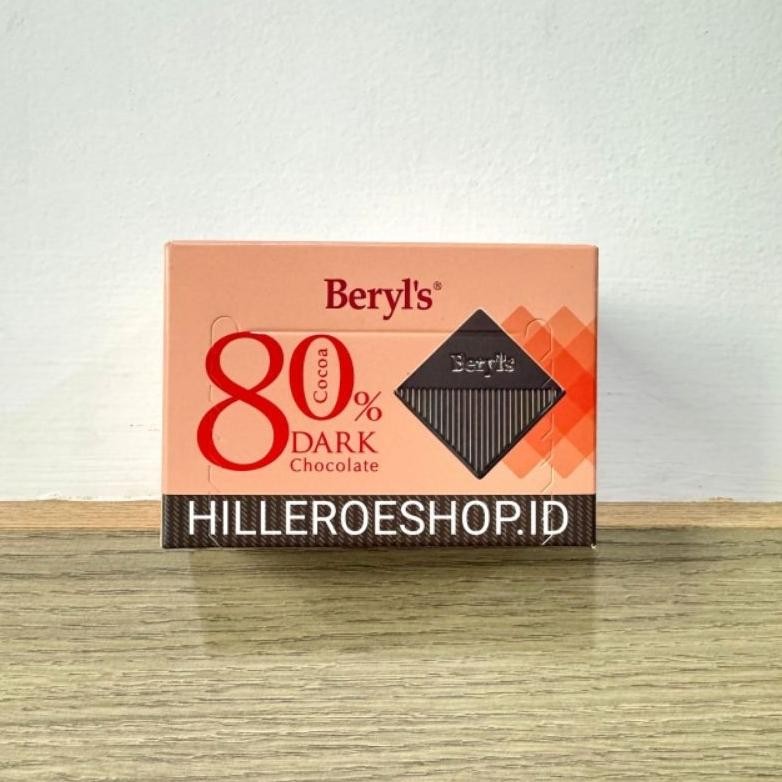 Beryl's®
80%
Cocoa
DARK
Chocolate
Beryl's
HILLEROESHOP.ID